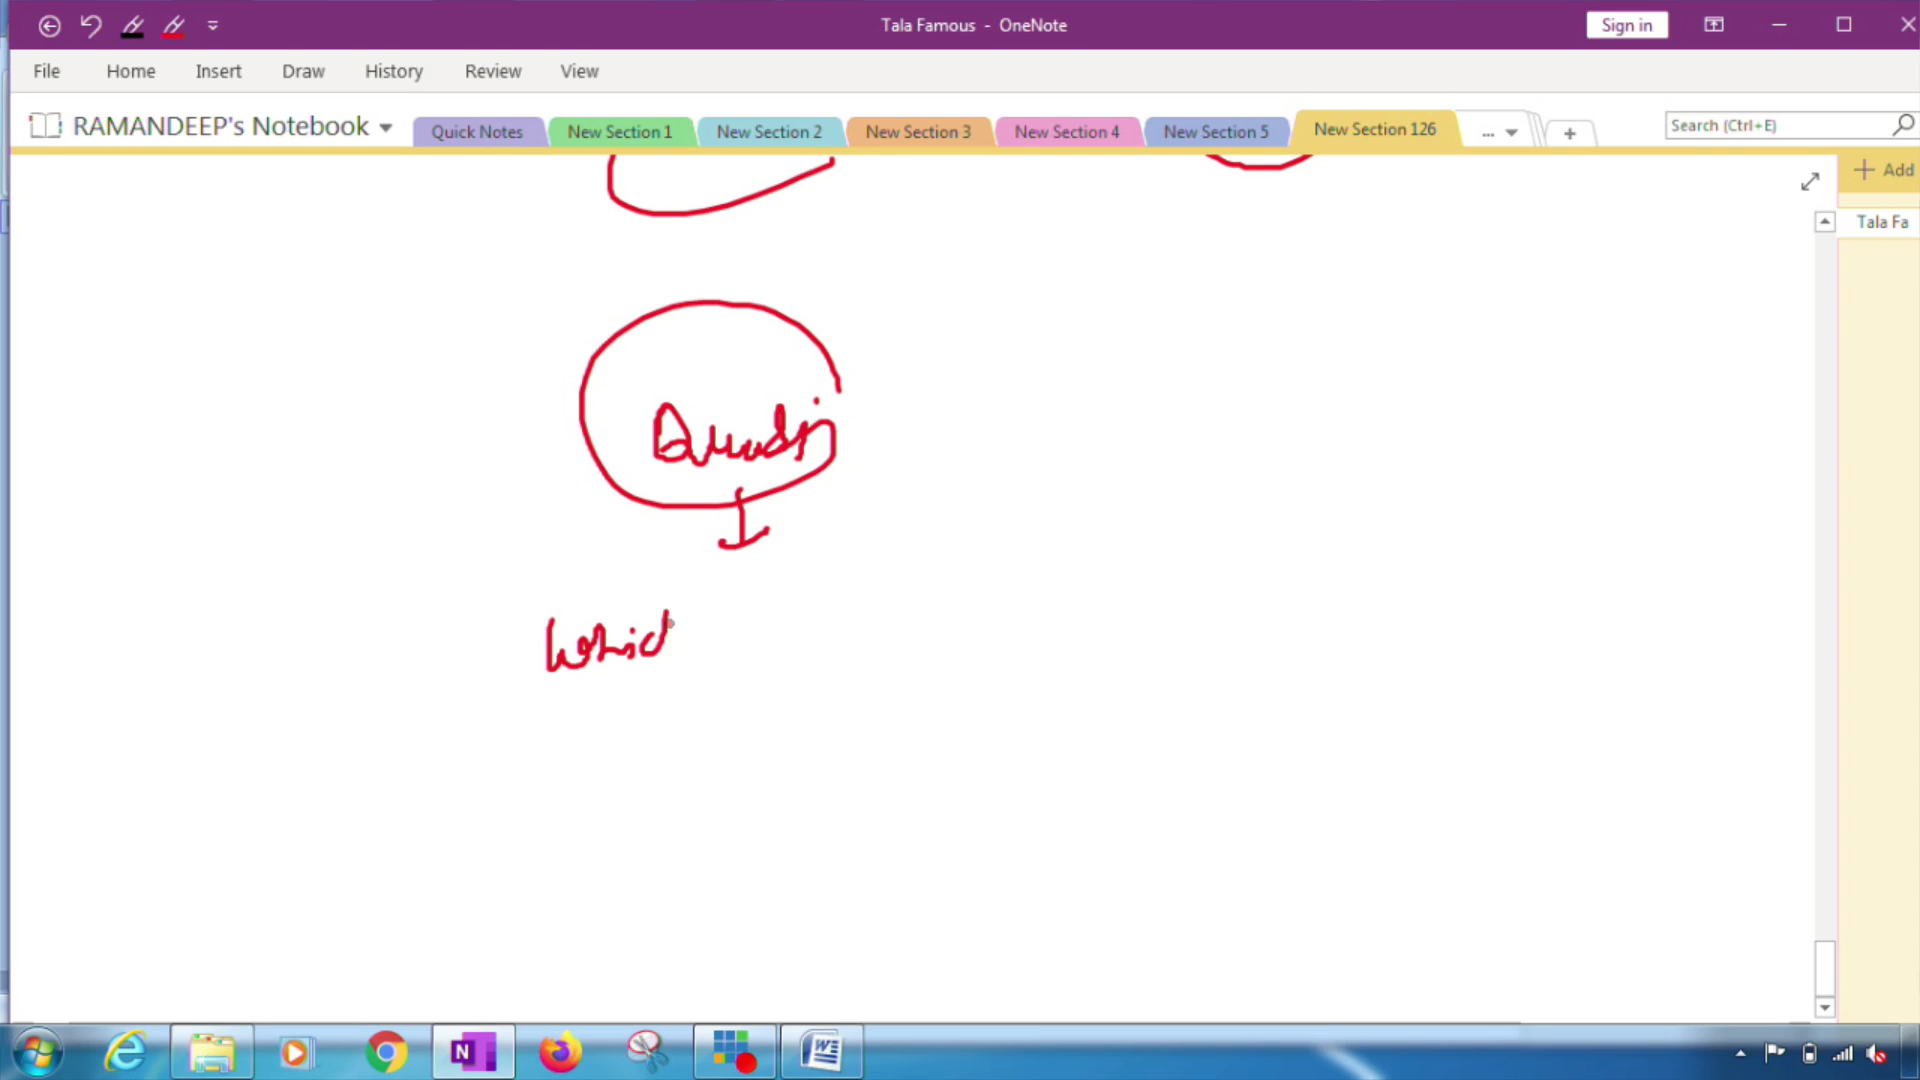 Tala Famous - OneNote
Sign in
File Home Insert Draw History Review View
RAMANDEEP's Notebook
Quick Notes New Section 1 New Section 2 New Section 3 New Section 4 New Section 5 New Section 126 ...
Search (Ctrl+E)
Add
Tala Fa